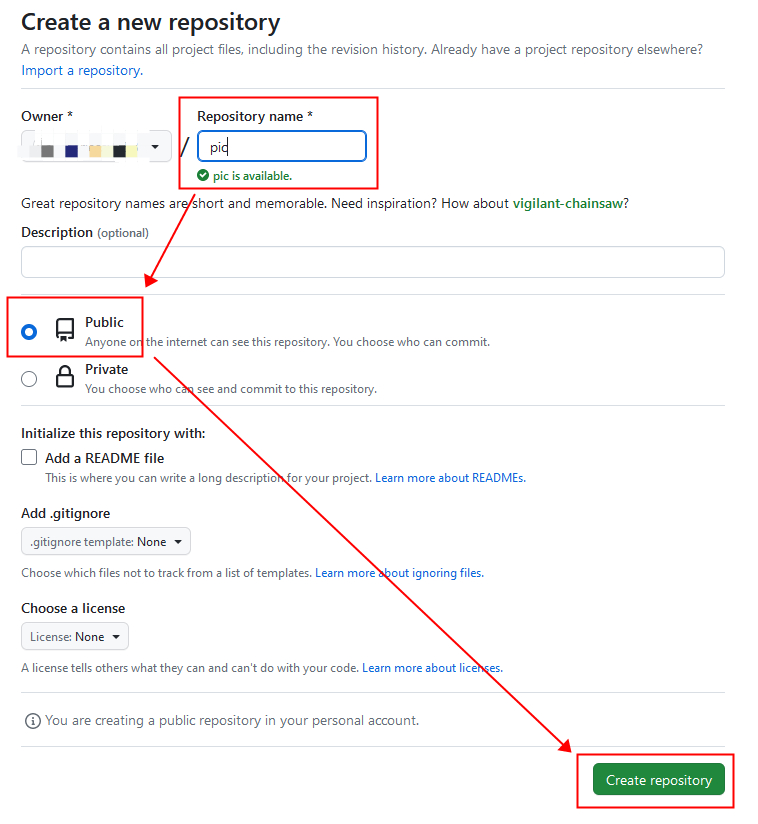 Create a new repository
A repository contains all project files, including the revision history. Already have a project repository elsewhere?
Import a repository.
Owner *
Repository name *
/
pic
pic is available.
Great repository names are short and memorable. Need inspiration? How about vigilant-chainsaw?
Description (optional)
Public
Anyone on the internet can see this repository. You choose who can commit.
Private
You choose who can see and commit to this repository.
Initialize this repository with:
Add a README file
This is where you can write a long description for your project. Learn more about READMEs.
Add .gitignore
.gitignore template: None
Choose which files not to track from a list of templates. Learn more about ignoring files.
Choose a license
License: None
A license tells others what they can and can't do with your code. Learn more about licenses.
You are creating a public repository in your personal account.
Create repository